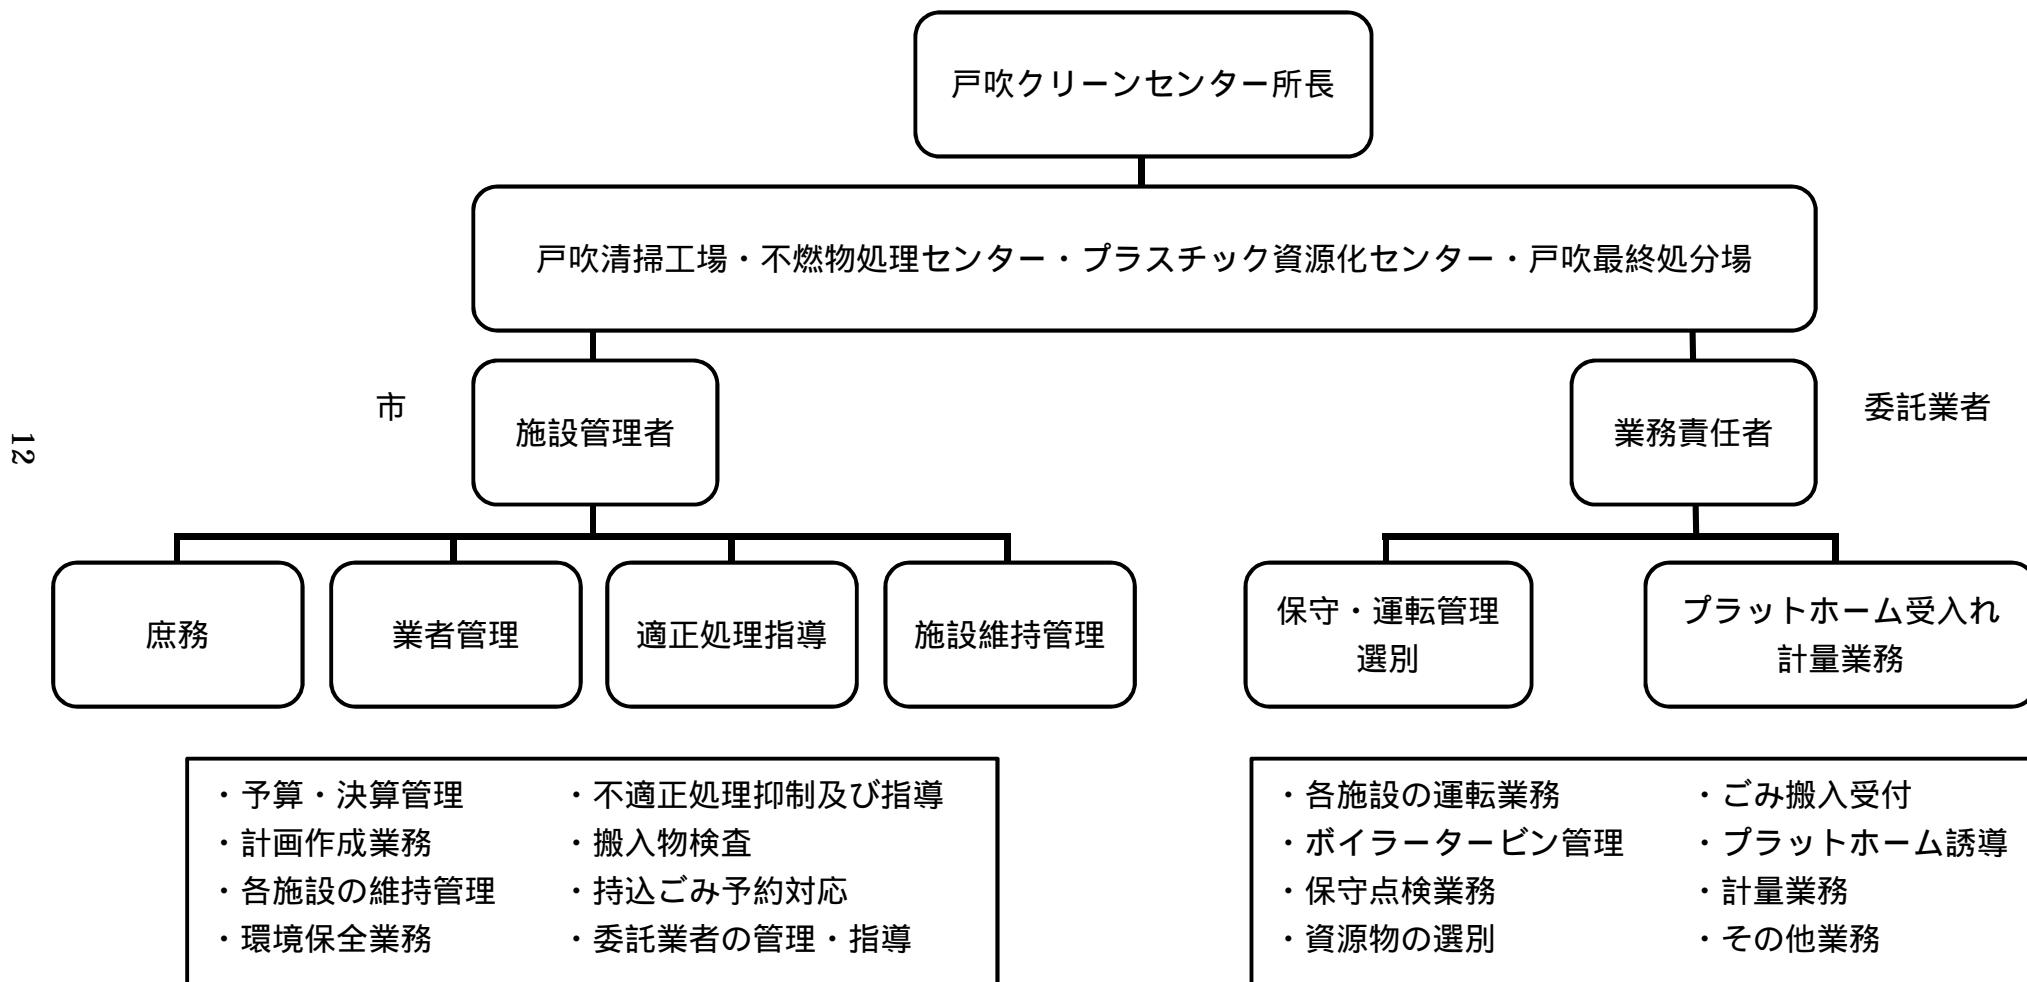 戸吹クリーンセンター所長
戸吹清掃工場・不燃物処理センター・プラスチック資源化センター・戸吹最終処分場
市
施設管理者
業務責任者
委託業者
12
庶務
業者管理
適正処理指導
施設維持管理
保守・運転管理
選別
プラットホーム受入れ
計量業務
・予算・決算管理
・計画作成業務
・各施設の維持管理
・環境保全業務
・不適正処理抑制及び指導
・搬入物検査
・持込ごみ予約対応
・委託業者の管理・指導
・各施設の運転業務
・ボイラータービン管理
・保守点検業務
・資源物の選別
・ごみ搬入受付
・プラットホーム誘導
・計量業務
・その他業務